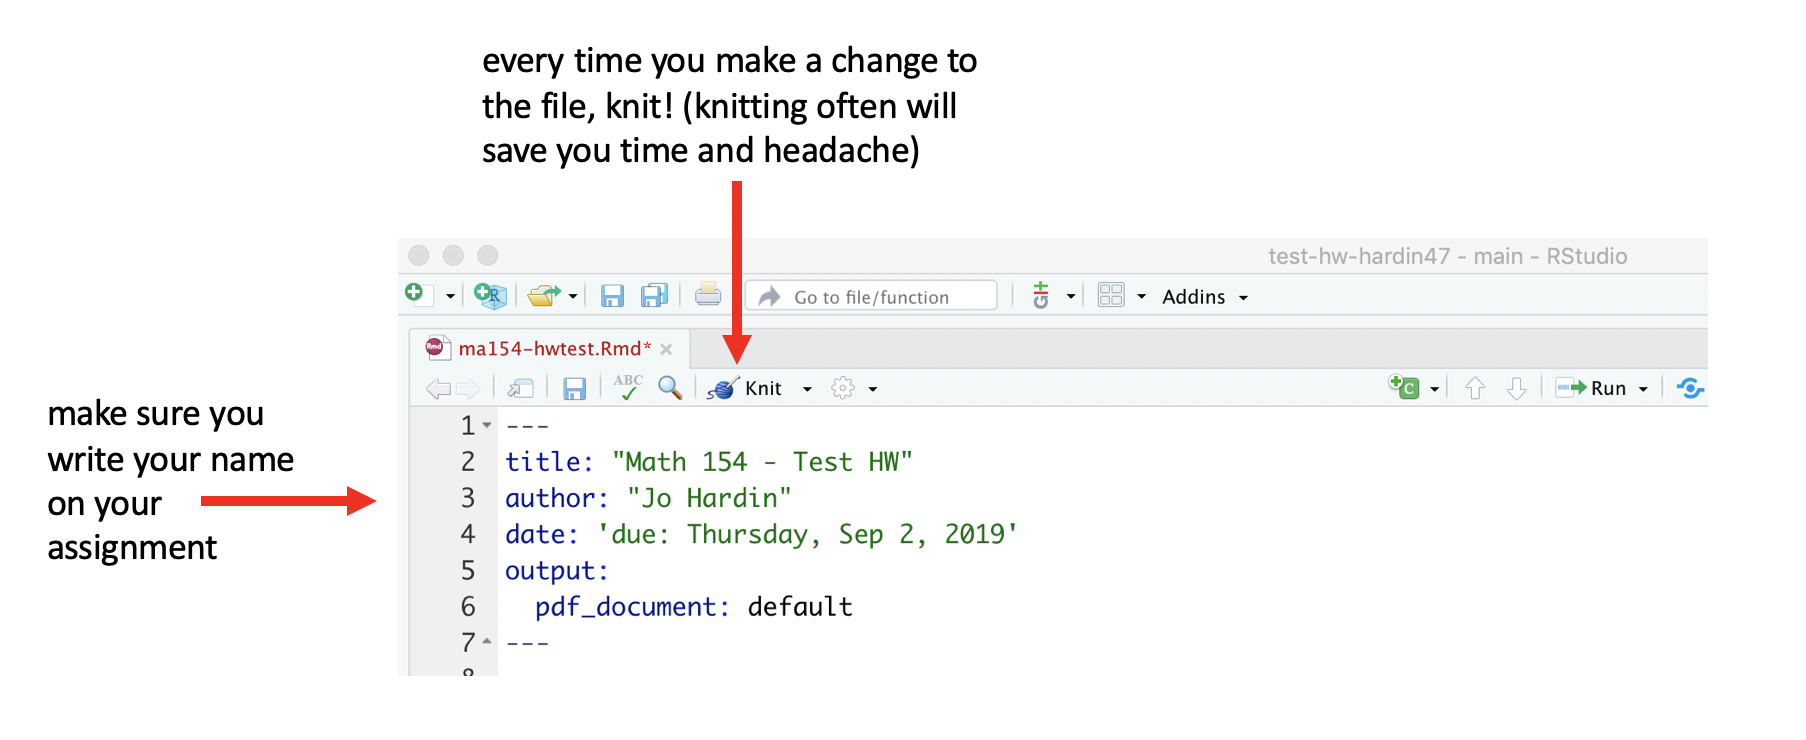 every time you make a change to
the file, knit! (knitting often will
save you time and headache)
test-hw-hardin47 - main - RStudio
R Go to file/function Addins
Rmd ma154-hwtest.Rmd*
ABC Knit C Run
make sure you
write your name
on your
assignment
1 ---
2 title: "Math 154 - Test HW"
3 author: "Jo Hardin"
4 date: 'due: Thursday, Sep 2, 2019'
5 output:
6 pdf_document: default
7 ---